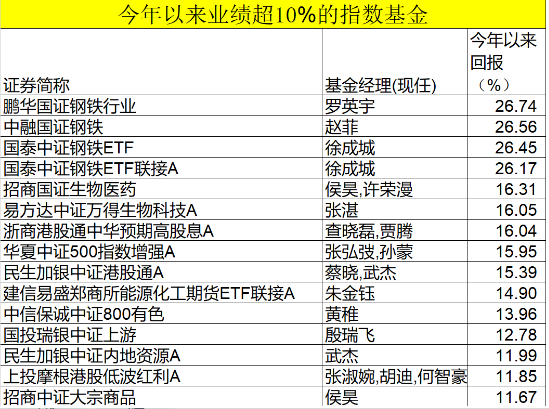 今年以来业绩超10%的指数基金
证券简称 基金经理(现任) 今年以来回报（%）
鹏华国证钢铁行业 罗英宇 26.74
中融国证钢铁 赵菲 26.56
国泰中证钢铁ETF 徐成城 26.45
国泰中证钢铁ETF联接A 徐成城 26.17
招商国证生物医药 侯昊,许荣漫 16.31
易方达中证万得生物科技A 张湛 16.05
浙商港股通中华预期高股息A 查晓磊,贾腾 16.04
华夏中证500指数增强A 张弘弢,孙蒙 15.95
民生加银中证港股通A 蔡晓,武杰 15.39
建信易盛郑商所能源化工期货ETF联接A 朱金钰 14.90
中信保诚中证800有色 黄稚 13.96
国投瑞银中证上游 殷瑞飞 12.78
民生加银中证内地资源A 武杰 11.99
上投摩根港股低波红利A 张淑婉,胡迪,何智豪 11.85
招商中证大宗商品 侯昊 11.67